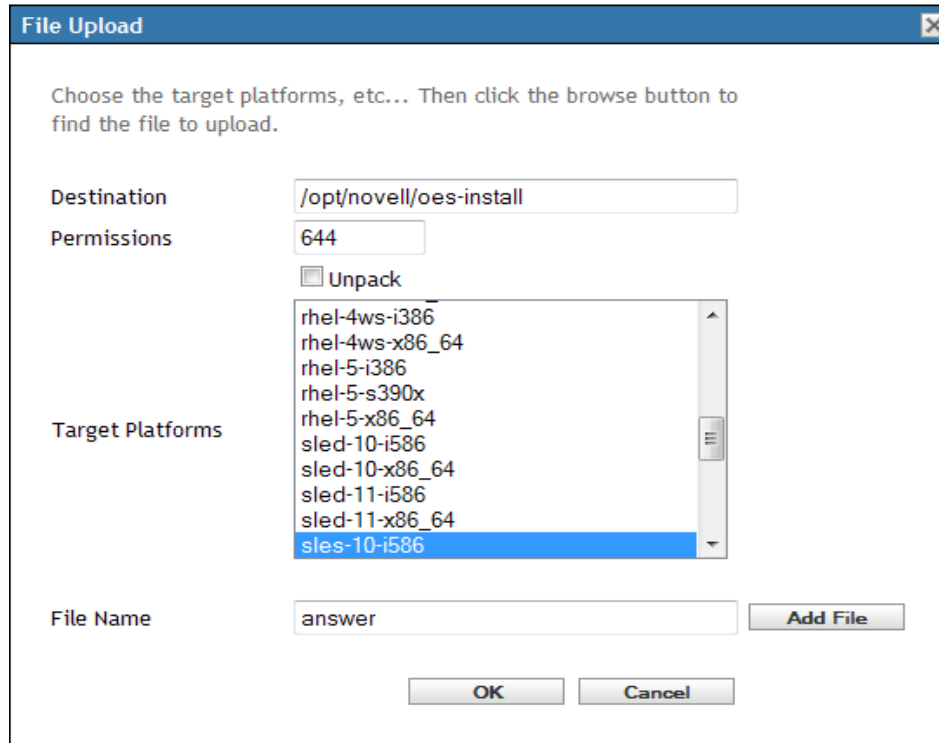 File Upload
Choose the target platforms, etc... Then click the browse button to
find the file to upload.
Destination
/opt/novell/oes-install
Permissions
644
Unpack
Target Platforms
rhel-4ws-i386
rhel-4ws-x86_64
rhel-5-i386
rhel-5-s390x
rhel-5-x86_64
sled-10-i586
sled-10-x86_64
sled-11-i586
sled-11-x86_64
sles-10-i586
File Name
answer
Add File
OK
Cancel